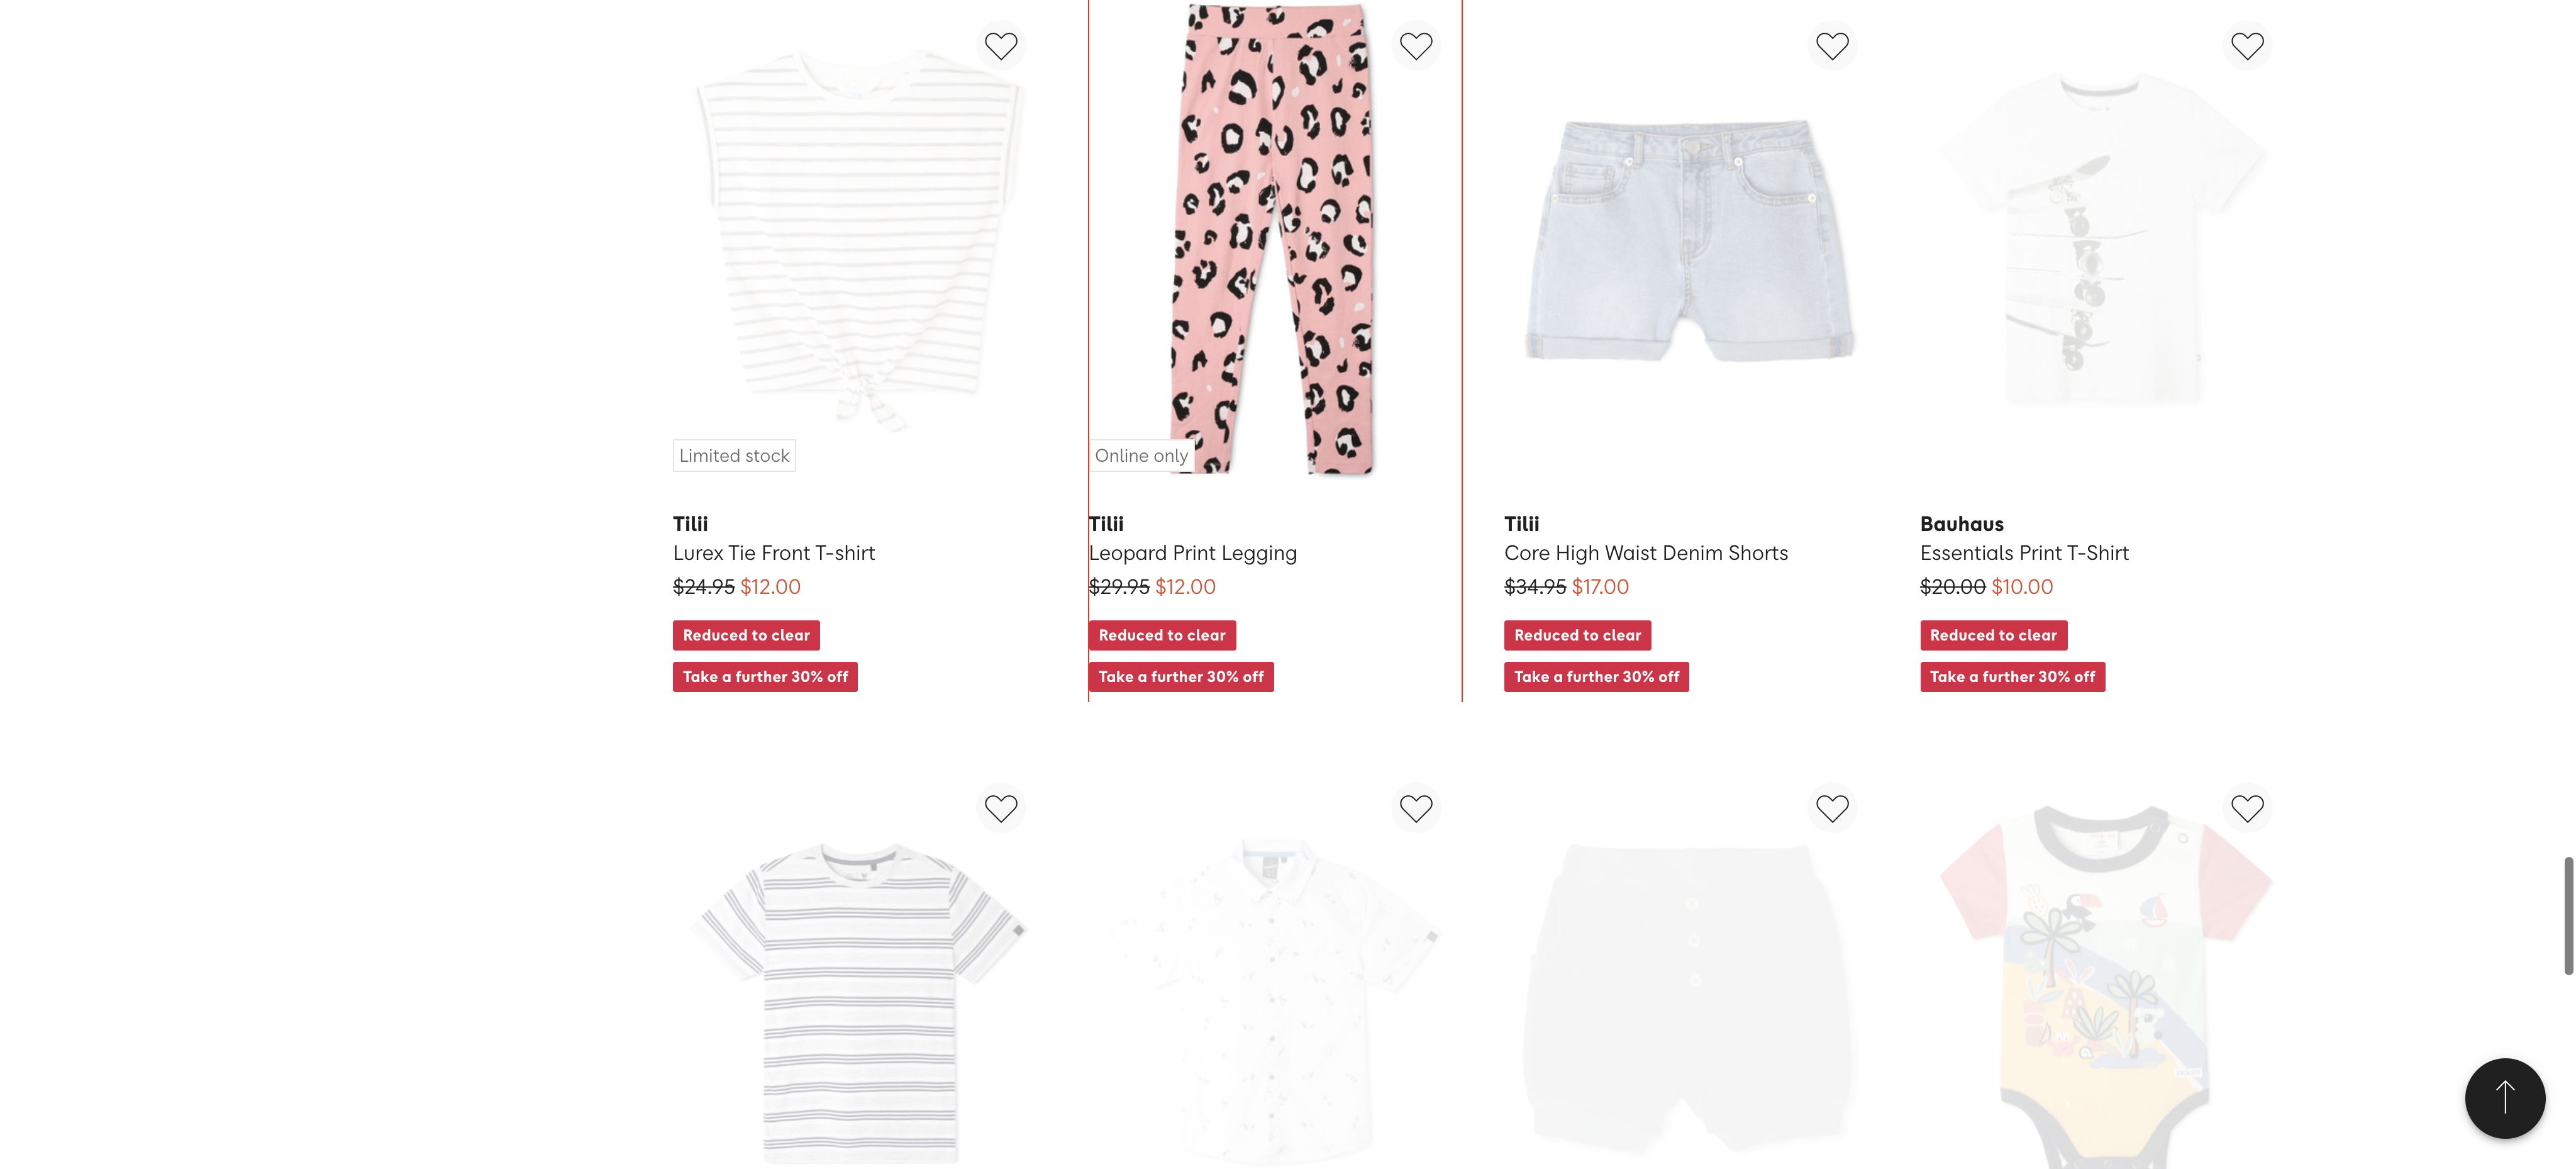 Limited stock
Online only
Tilii
Lurex Tie Front T-shirt
$24.95 $12.00
Reduced to clear
Take a further 30% off
Tilii
Leopard Print Legging
$29.95 $12.00
Reduced to clear
Take a further 30% off
Tilii
Core High Waist Denim Shorts
$34.95 $17.00
Reduced to clear
Take a further 30% off
Bauhaus
Essentials Print T-Shirt
$20.00 $10.00
Reduced to clear
Take a further 30% off